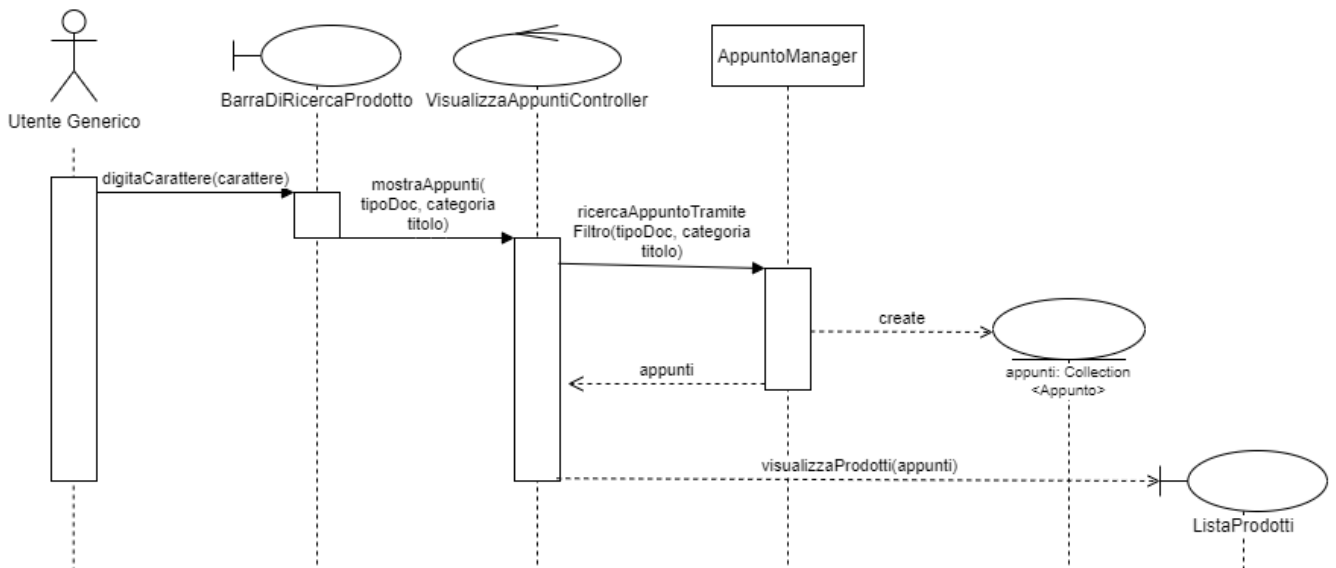 AppuntoManager
BarraDiRicercaProdotto
VisualizzaAppuntiController
Utente Generico
digitaCarattere(carattere)
mostraAppunti(
tipoDoc, categoria
titolo)
ricercaAppuntoTramite
Filtro(tipoDoc, categoria
titolo)
create
appunti
appunti: Collection
<Appunto>
visualizzaProdotti(appunti)
ListaProdotti